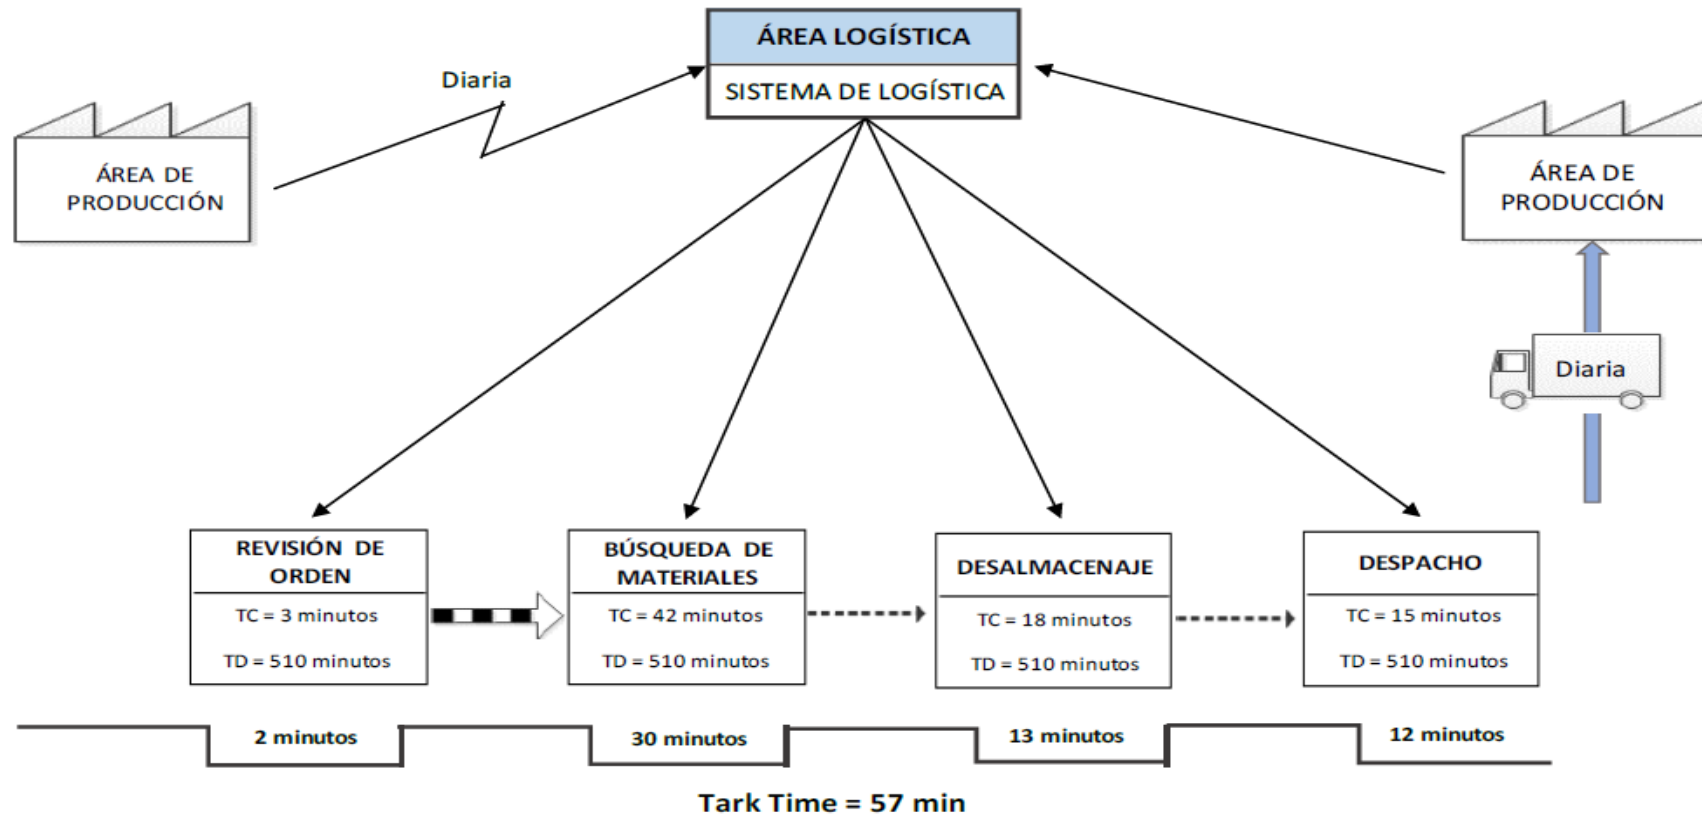 ÁREA LOGÍSTICA
SISTEMA DE LOGÍSTICA
Diaria
ÁREA DE
PRODUCCIÓN
ÁREA DE
PRODUCCIÓN
Diaria
REVISIÓN DE
ORDEN
TC = 3 minutos
TD = 510 minutos
BÚSQUEDA DE
MATERIALES
TC = 42 minutos
TD = 510 minutos
DESALMACENAJE
TC = 18 minutos
TD = 510 minutos
DESPACHO
TC = 15 minutos
TD = 510 minutos
2 minutos
30 minutos
13 minutos
12 minutos
Tark Time = 57 min